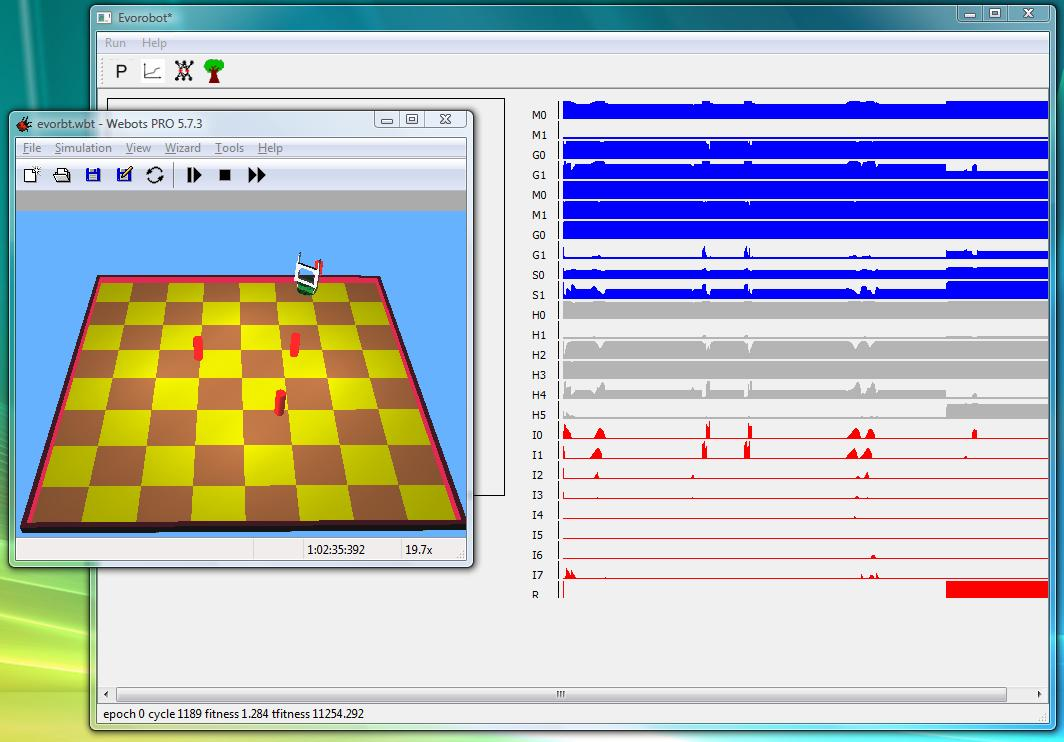 Evorobot*
Run Help
P
evorbt.wbt - Webots PRO 5.7.3
File Simulation View Wizard Tools Help
1:02:35:392 19.7x
M0
M1
G0
G1
M0
M1
G0
G1
S0
S1
H0
H1
H2
H3
H4
H5
I0
I1
I2
I3
I4
I5
I6
I7
R
epoch 0 cycle 1189 fitness 1.284 tfitness 11254.292